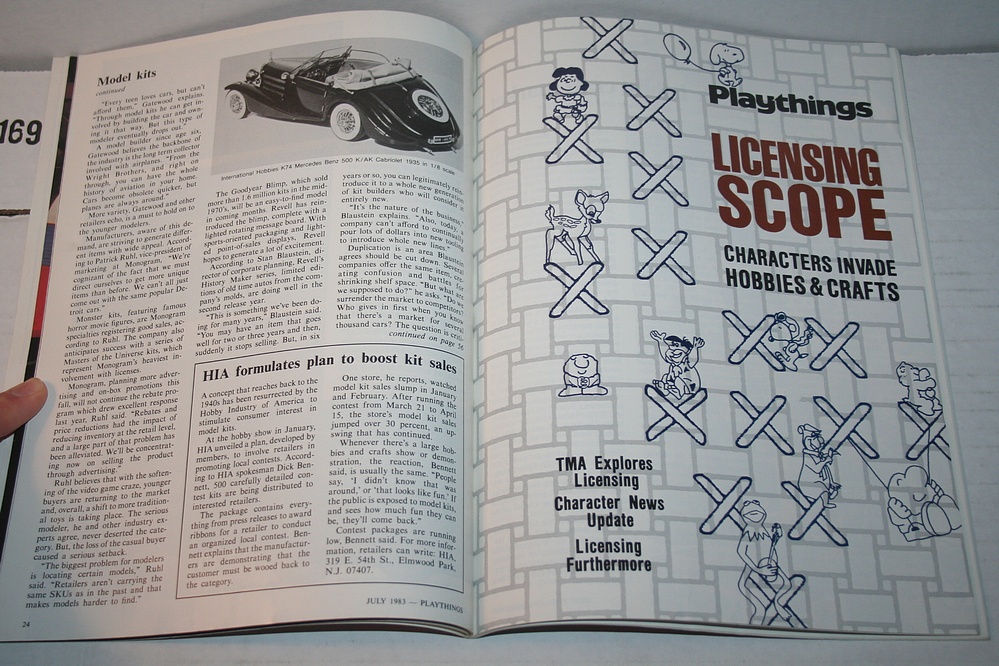 169
Model kits
continued
"Every teen loves cars, but can't
afford them," Gatewood explains.
"Through model kits he can get in-
volved by building the car and own-
ing it that way. But this type of
modeler eventually drops out."
A model builder since age six,
Gatewood believes the backbone of
the industry is the long term collector
involved with airplanes. "From the
Wright Brothers, and right on
through, you can have the whole
history of aviation in your home.
Cars become obsolete quicker, but
planes are always around."
More variety, Gatewood and other
retailers echo, is a must to hold on to
the younger modelers.
Manufacturers, aware of this de-
mand, are striving to generate differ-
ent items with wide appeal. Accord-
ing to Patrick Ruhl, vice-president of
marketing at Monogram, "We're
cognizant of the fact that we must
direct ourselves to get more unique
items than before. We can't all just
come out with the same popular De-
troit cars."
Monster kits, featuring famous
horror movie figures, are Monogram
specialties registering good sales, ac-
cording to Ruhl. The company also
anticipates success with a series of
Masters of the Universe kits, which
represent Monogram's heaviest in-
volvement with licenses.
Monogram, planning more adver-
tising and on-box promotions this
fall, will not continue the rebate pro-
gram which drew excellent response
last year, Ruhl said. "Rebates and
price reductions had the impact of
reducing inventory at the retail level,
and a large part of that problem has
been alleviated. We'll be concentrat-
ing now on selling the product
through advertising."
Ruhl believes that with the soften-
ing of the video game craze, younger
buyers are returning to the market
and, overall, a shift to more tradition-
al toys is taking place. The serious
modeler, he and other industry ex-
perts agree, never deserted the cate-
gory. But, the loss of the casual buyer
caused a serious setback.
"The biggest problem for modelers
is locating certain models," Ruhl
said. "Retailers aren't carrying the
same SKUs as in the past and that
makes models harder to find."
24
International Hobbies K74 Mercedes Benz 500 K/AK Cabriolet 1935 in 1/8 scale
The Goodyear Blimp, which sold
more than 1.6 million kits in the mid-
1970's, will be an easy-to-find model
in coming months. Revell has rein-
troduced the blimp, complete with a
lighted rotating message board. With
sports-oriented packaging and light-
ed point-of-sales displays, Revell
hopes to generate a lot of excitement.
According to Stan Blaustein, di-
rector of corporate planning, Revell's
History Maker series, limited edi-
tions of old time autos from the com-
pany's molds, are doing well in the
second release year.
"This is something we've been do-
ing for many years," Blaustein said.
"You may have an item that goes
well for two or three years and then,
suddenly it stops selling. But, in six
years or so, you can legitimately rein-
troduce it to a whole new generation
of kit builders who will consider it
entirely new.
"It's the nature of the business,"
Blaustein explains. "Also, today, a
company can't afford to continually
pour lots of dollars into new tooling
to introduce whole new lines."
Duplication is an area Blaustein
agrees should be cut down. Several
companies offer the same item, cre-
ating confusion and battles for
shrinking shelf space. "But what are
we supposed to do?" he asks. "Do we
surrender the market to competitors?
Who gives in first when you know
that there's a market for several
thousand cars? The question is
continued on page
HIA formulates plan to boost kit sales
A concept that reaches back to the
1940s has been resurrected by the
Hobby Industry of America to
stimulate consumer interest in
model kits.
At the hobby show in January,
HIA unveiled a plan, developed by
members, to involve retailers in
promoting local contests. Accord-
ing to HIA spokesman Dick Ben-
nett, 500 carefully detailed con-
test kits are being distributed to
interested retailers.
The package contains every-
thing from press releases to award
ribbons for a retailer to conduct
an organized local contest. Ben-
nett explains that the manufactur-
ers are demonstrating that the
customer must be wooed back to
the category.
One store, he reports, watched
model kit sales slump in January
and February. After running the
contest from March 21 to April
15, the store's model kit sales
jumped over 30 percent, an up-
swing that has continued.
Whenever there's a large hob-
bies and crafts show or demon-
stration, the reaction, Bennett
said, is usually the same. "People
say, 'I didn't know that was
around,' or 'that looks like fun.' If
the public is exposed to model kits,
and sees how much fun they can
be, they'll come back."
Contest packages are running
low, Bennett said. For more infor-
mation, retailers can write: HIA,
319 E. 54th St., Elmwood Park,
N.J. 07407.
JULY 1983 — PLAYTHINGS
Playthings
LICENSING
SCOPE
CHARACTERS INVADE
HOBBIES & CRAFTS
TMA Explores
Licensing
Character News
Update
Licensing
Furthermore